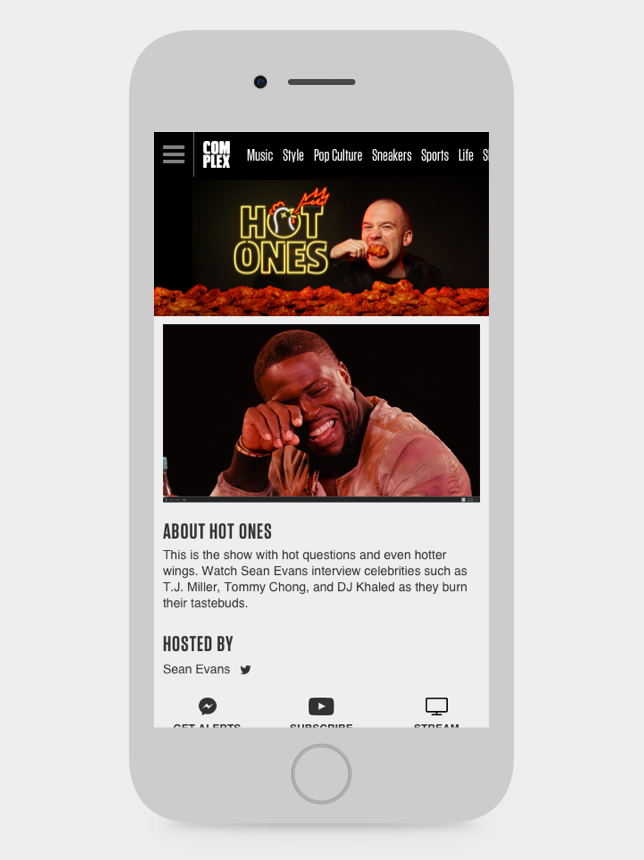 COM
PLEX
Music Style Pop Culture Sneakers Sports Life S
HOT
ONES
ABOUT HOT ONES
This is the show with hot questions and even hotter
wings. Watch Sean Evans interview celebrities such as
T.J. Miller, Tommy Chong, and DJ Khaled as they burn
their tastebuds.
HOSTED BY
Sean Evans
GET ALERTS SUBSCRIBE STREAM